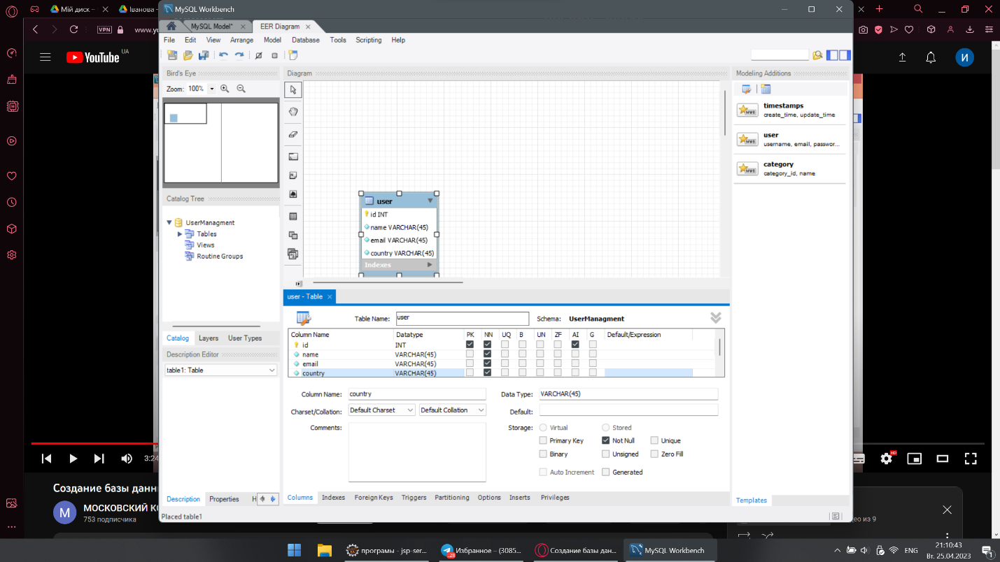 Мій диск –
Іванова –
MySQL Workbench
VPN
www.yo
MySQL Model*
EER Diagram
File Edit View Arrange Model Database Tools Scripting Help
YouTube UA
И
Bird's Eye
Zoom: 100%
Diagram
Modeling Additions
timestamps
create_time, update_time
user
username, email, passwor...
category
category_id, name
Catalog Tree
UserManagment
Tables
Views
Routine Groups
user
id INT
name VARCHAR(45)
email VARCHAR(45)
country VARCHAR(45)
Indexes
Catalog Layers User Types
Description Editor
table1: Table
user - Table
Table Name: user Schema: UserManagment
Column Name Datatype PK NN UQ B UN ZF AI G Default/Expression
id INT
name VARCHAR(45)
email VARCHAR(45)
country VARCHAR(45)
Column Name: country Data Type: VARCHAR(45)
Charset/Collation: Default Charset Default Collation Default:
Comments: Storage: Virtual Stored
Primary Key Not Null Unique
Binary Unsigned Zero Fill
Auto Increment Generated
Columns Indexes Foreign Keys Triggers Partitioning Options Inserts Privileges
Description Properties H
Templates
Placed table1
3:24
HD
Создание базы данн
М
МОСКОВСКИЙ КО
753 подписчика
део из 9
програмы – jsp-ser...
28
Избранное – (3085...
Создание базы дан...
MySQL Workbench
ENG
21:10:43
Вт. 25.04.2023
1